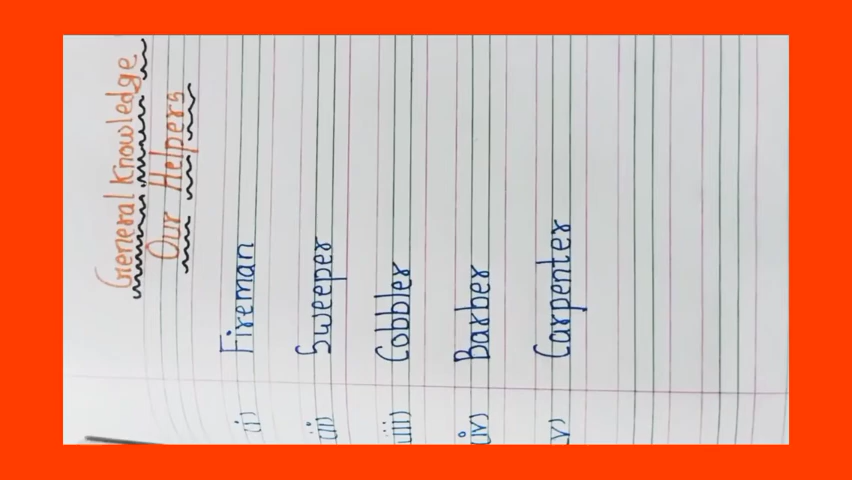 General Knowledge
Our Helpers
(i) Fireman
(ii) Sweeper
(iii) Cobbler
(iv) Barber
(v) Carpenter